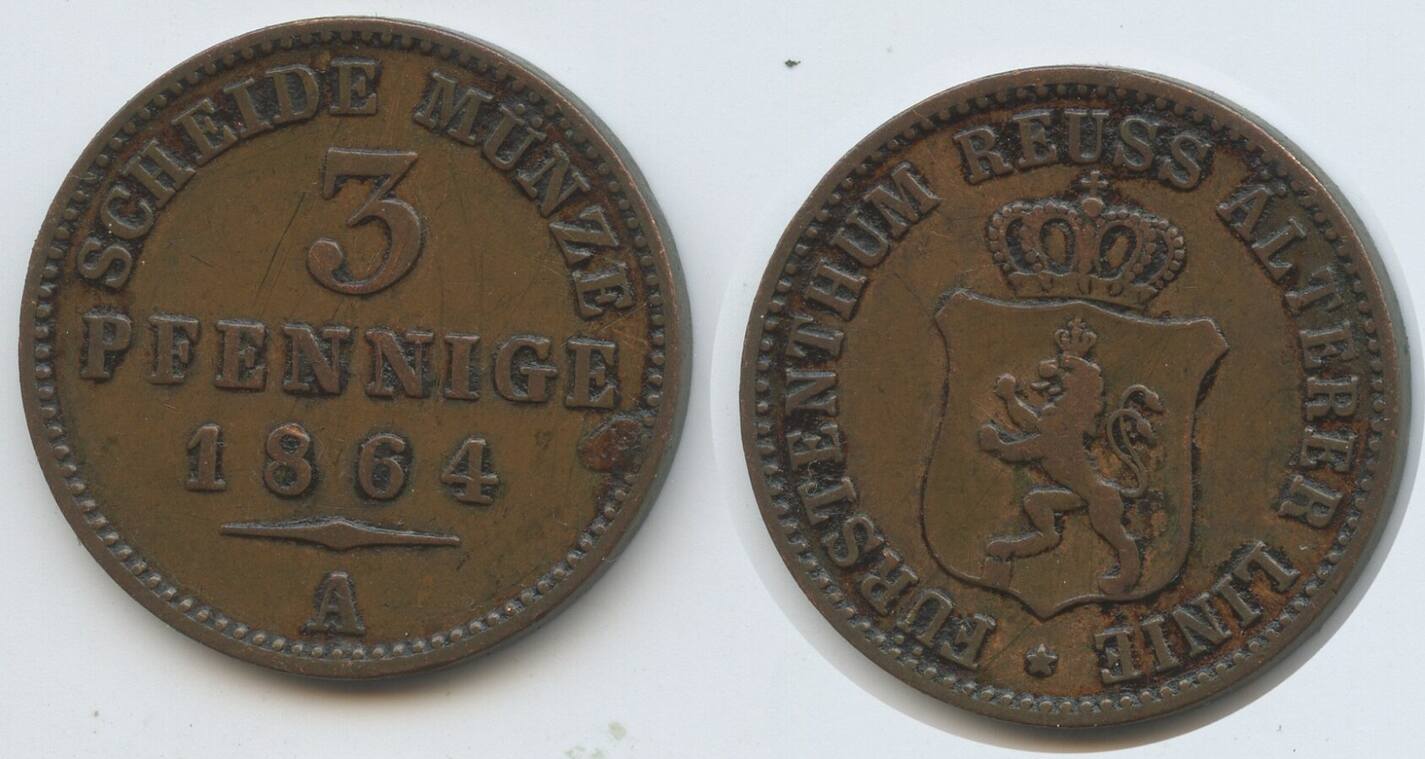 SCHEIDE MÜNZE
3
PFENNIGE
1864
A
FÜRSTENTHUM REUSS ÄLTERER LINIE